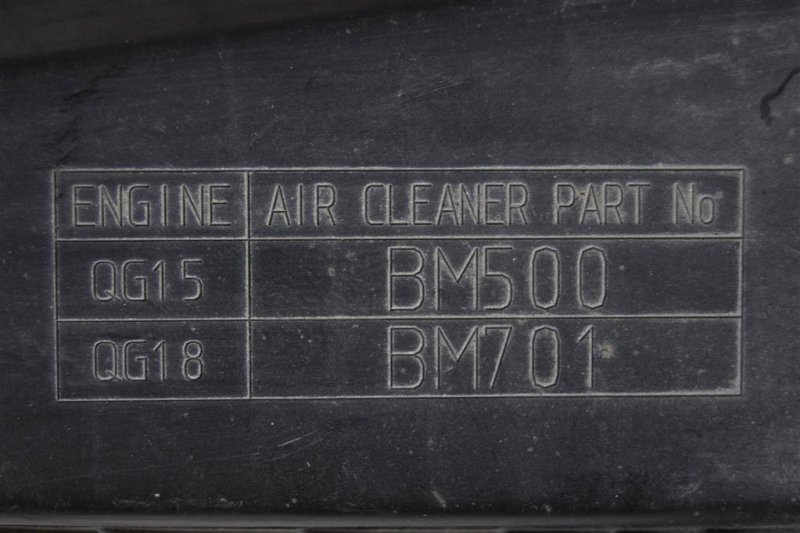 ENGINE AIR CLEANER PART No
QG15 BM500
QG18 BM701